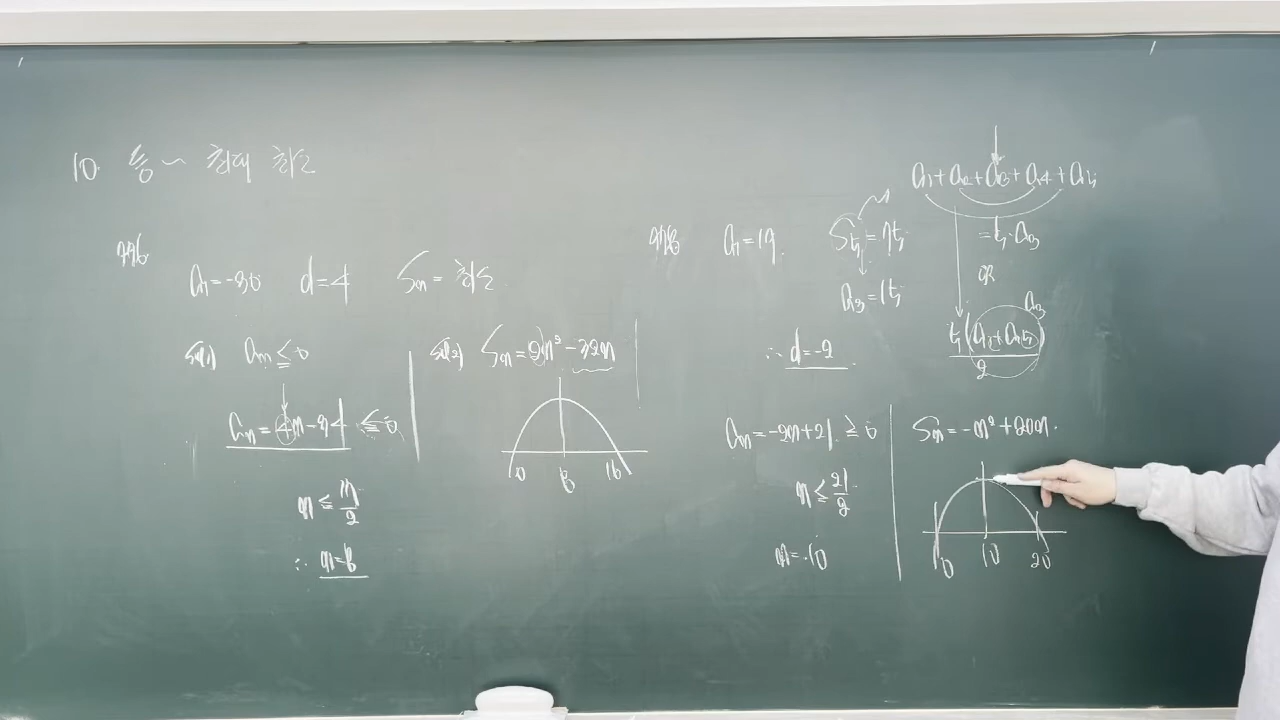 10. 등~ 최대 최소
예6
a₁=-30 d=4 Sₙ=최소
sol1) aₙ≤0
aₙ=4n-34 ≤0
n≤17/2
∴ n=8
sol2) Sₙ=2n²-32n
0 8 16
a₁=19. S₅=75
a₃=15
∴ d=-2
aₙ=-2n+21 ≥0
n≤21/2
n=10
a₁+a₂+a₃+a₄+a₅
=5·a₃
OR
a₃
5(a₁+a₅)/2
Sₙ=-n²+20n.
0 10 20